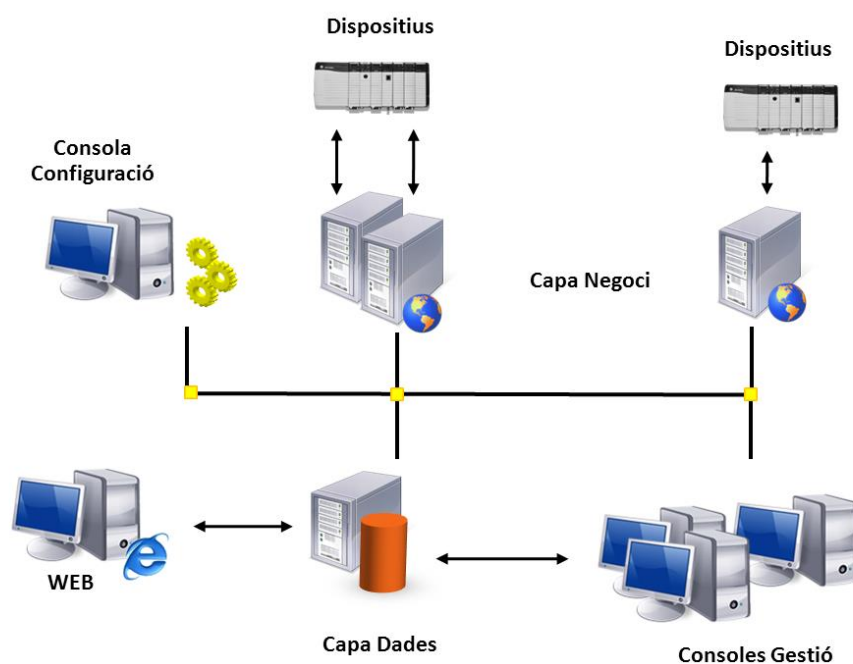 Dispositius
Dispositius
Consola
Configuració
Capa Negoci
WEB
Capa Dades
Consoles Gestió